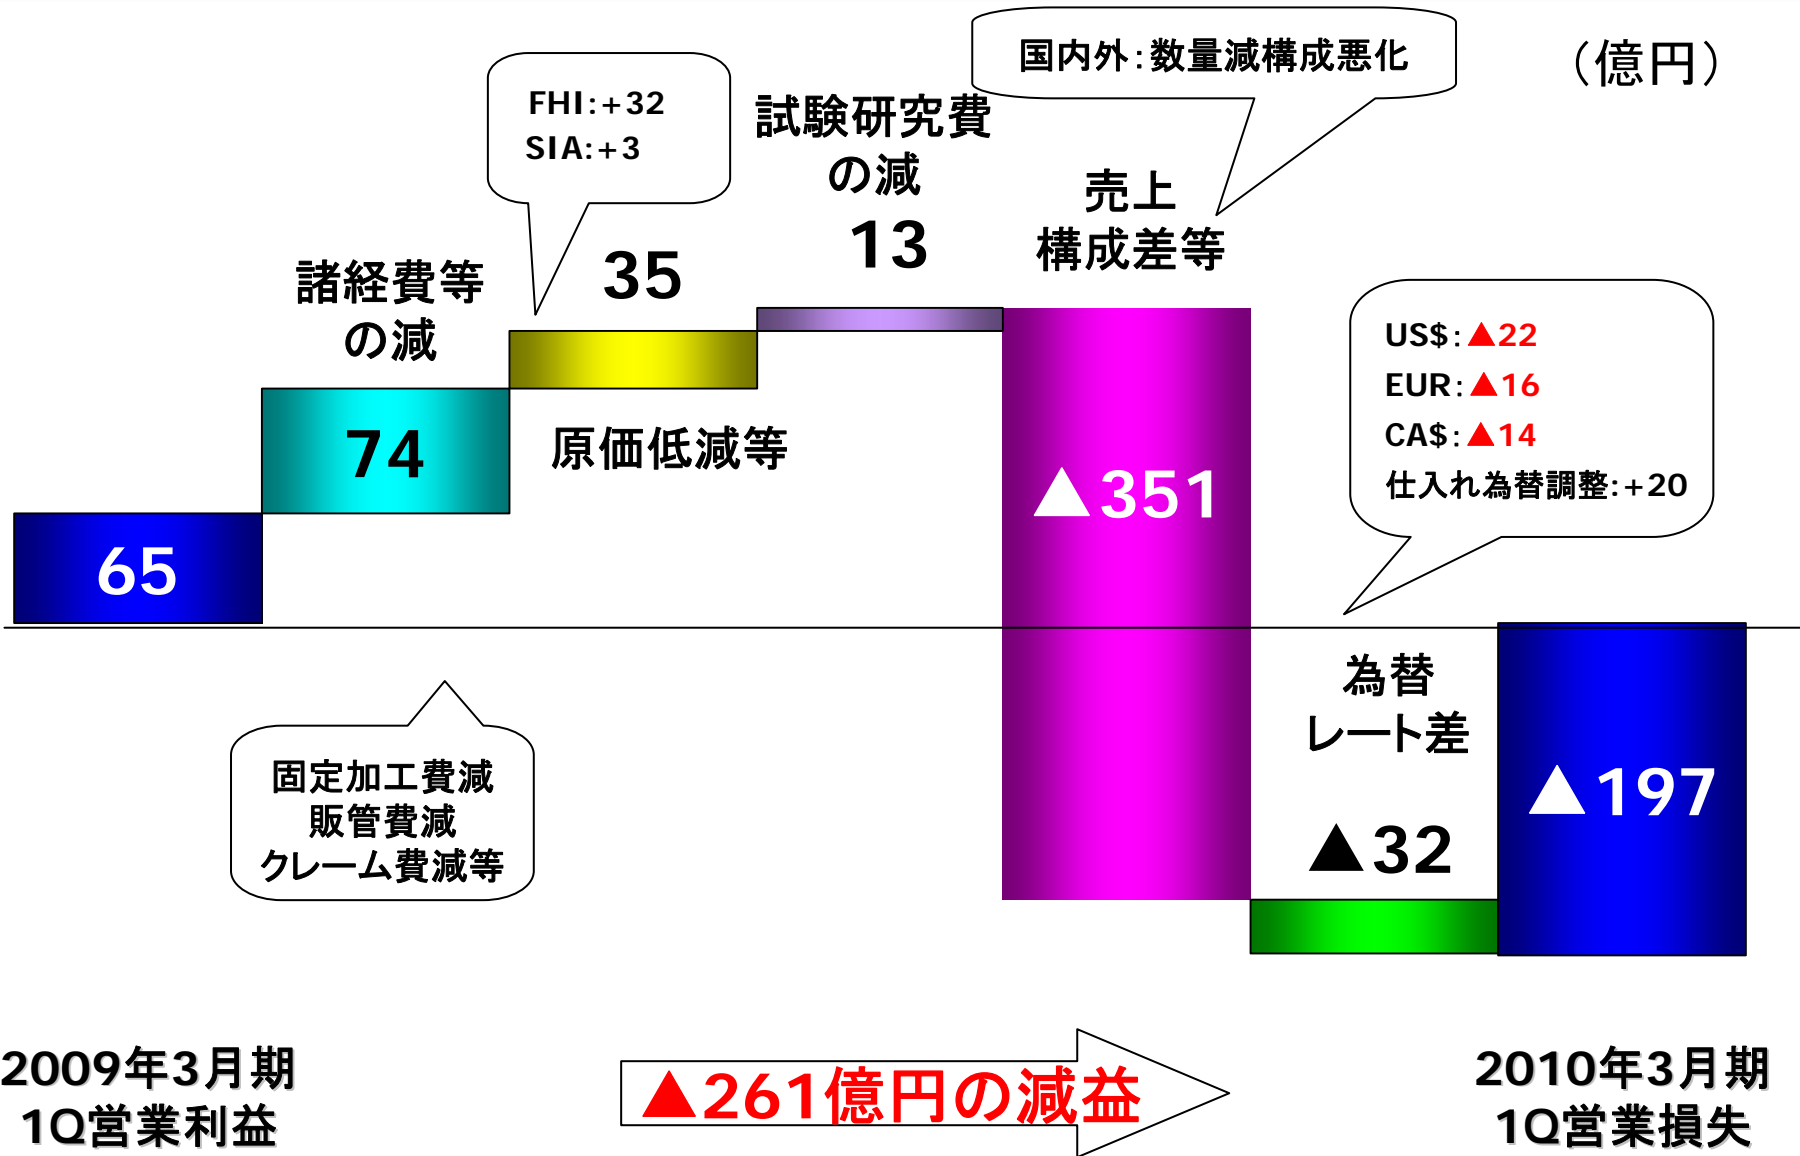 （億円）
国内外：数量減構成悪化
FHI：＋32
SIA：＋3
試験研究費
の減
13
売上
構成差等
35
諸経費等
の減
US$：▲22
EUR：▲16
CA$：▲14
仕入れ為替調整：＋20
74
原価低減等
▲351
65
為替
レート差
▲32
▲197
固定加工費減
販管費減
クレーム費減等
2009年3月期
1Q営業利益
▲261億円の減益
2010年3月期
1Q営業損失